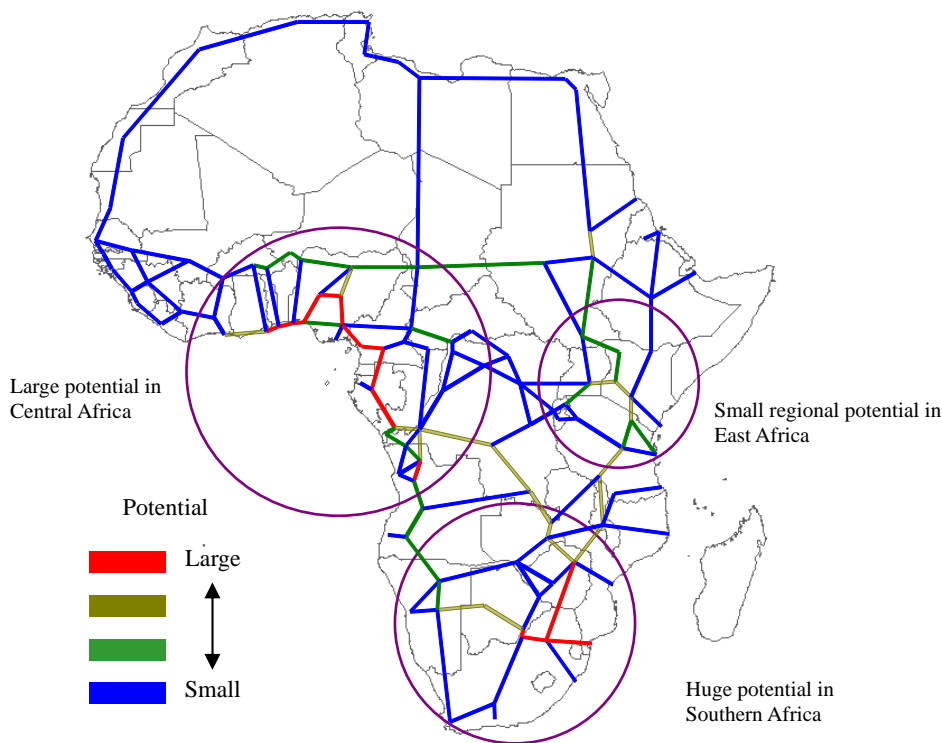 Large potential in
Central Africa
Small regional potential in
East Africa
Potential
Large
Small
Huge potential in
Southern Africa